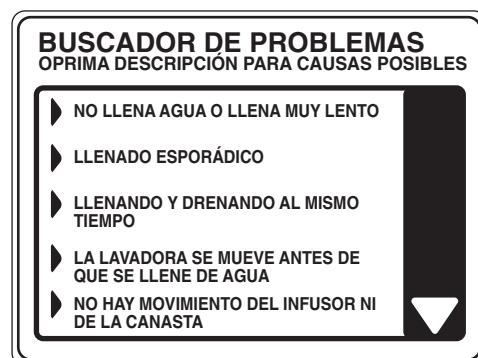 BUSCADOR DE PROBLEMAS
OPRIMA DESCRIPCIÓN PARA CAUSAS POSIBLES
NO LLENA AGUA O LLENA MUY LENTO
LLENADO ESPORÁDICO
LLENANDO Y DRENANDO AL MISMO
TIEMPO
LA LAVADORA SE MUEVE ANTES DE
QUE SE LLENE DE AGUA
NO HAY MOVIMIENTO DEL INFUSOR NI
DE LA CANASTA